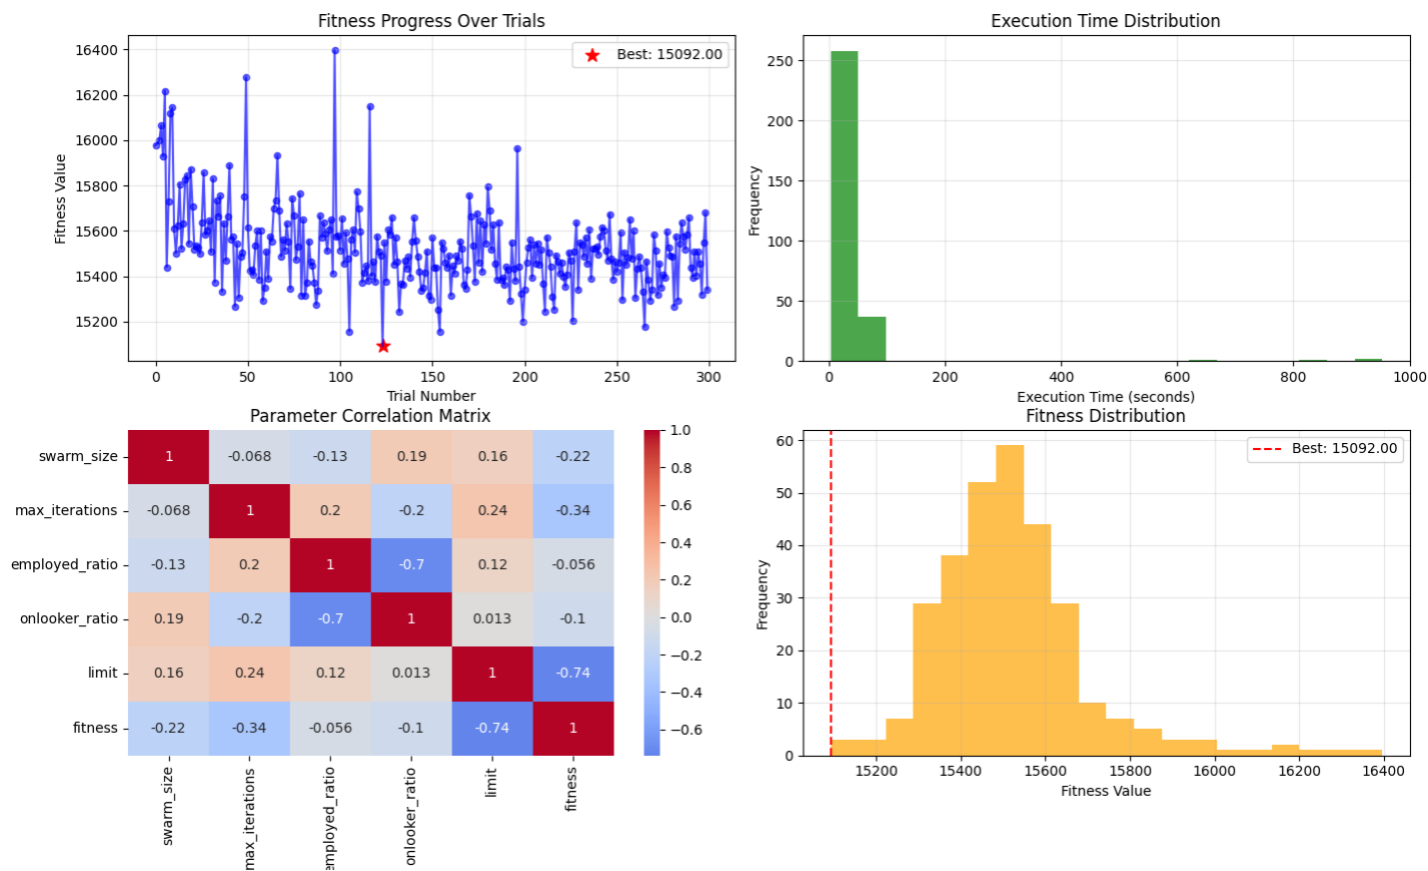 Fitness Progress Over Trials
16400
16200
16000
15800
15600
15400
15200
Fitness Value
Best: 15092.00
0 50 100 150 200 250 300
Trial Number
Execution Time Distribution
250
200
150
100
50
0
Frequency
0 200 400 600 800 1000
Execution Time (seconds)
Parameter Correlation Matrix
swarm_size 1 -0.068 -0.13 0.19 0.16 -0.22
max_iterations -0.068 1 0.2 -0.2 0.24 -0.34
employed_ratio -0.13 0.2 1 -0.7 0.12 -0.056
onlooker_ratio 0.19 -0.2 -0.7 1 0.013 -0.1
limit 0.16 0.24 0.12 0.013 1 -0.74
fitness -0.22 -0.34 -0.056 -0.1 -0.74 1
swarm_size
max_iterations
employed_ratio
onlooker_ratio
limit
fitness
1.0
0.8
0.6
0.4
0.2
0.0
−0.2
−0.4
−0.6
Fitness Distribution
60
50
40
30
20
10
0
Frequency
Best: 15092.00
15200 15400 15600 15800 16000 16200 16400
Fitness Value